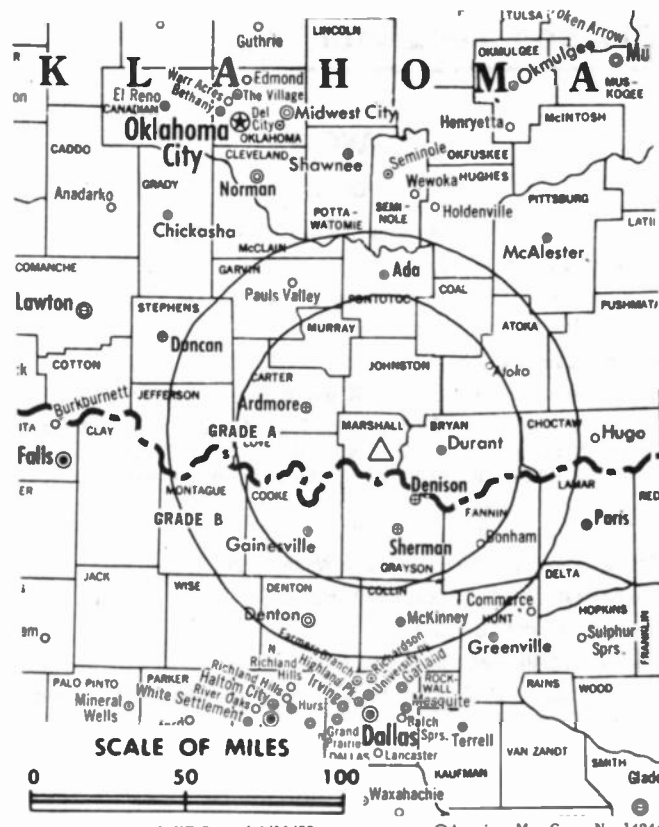 TULSA
Broken Arrow
Guthrie
LINCOLN
OKMULGEE
Okmulgee
Mu
K L A H O M A
MUS-
KOGEE
Edmond
Warr Acres
The Village
Bethany
El Reno
CANADIAN
Del
City
Midwest City
OKLAHOMA
Oklahoma
City
Henryetta
McINTOSH
CADDO
CLEVELAND
Shawnee
Seminole
OKFUSKEE
HUGHES
Anadarko
GRADY
Norman
Wewoka
PITTSBURG
Chickasha
POTTA-
WATOMIE
SEMI-
NOLE
Holdenville
McCLAIN
McAlester
COMANCHE
GARVIN
Ada
COAL
Lawton
Pauls Valley
PONTOTOC
STEPHENS
PUSHMATA
MURRAY
ATOKA
Duncan
COTTON
JOHNSTON
Atoka
CARTER
Burkburnett
JEFFERSON
Ardmore
MARSHALL
BRYAN
CHOCTAW
ITA
CLAY
GRADE A
LOVE
Durant
Hugo
Falls
MONTAGUE
COOKE
Denison
LAMAR
RED
GRADE B
FANNIN
Gainesville
Sherman
Bonham
Paris
GRAYSON
JACK
WISE
DENTON
COLLIN
DELTA
Commerce
HOPKINS
Denton
McKinney
HUNT
Greenville
Sulphur
Sprs.
FRANKLIN
Farmers Branch
Richardson
N.
Richland
Hills
Highland Pk.
University Pk.
Garland
PALO PINTO
PARKER
Richland Hills
Haltom City
River Oaks
White Settlement
Irving
ROCK-
WALL
RAINS
WOOD
Mineral
Wells
Hurst
Mesquite
Balch
Sprs.
Grand
Prairie
Dallas
Terrell
SCALE OF MILES
DALLAS
Lancaster
VAN ZANDT
SMITH
0 50 100
KAUFMAN
Waxahachie
Glade